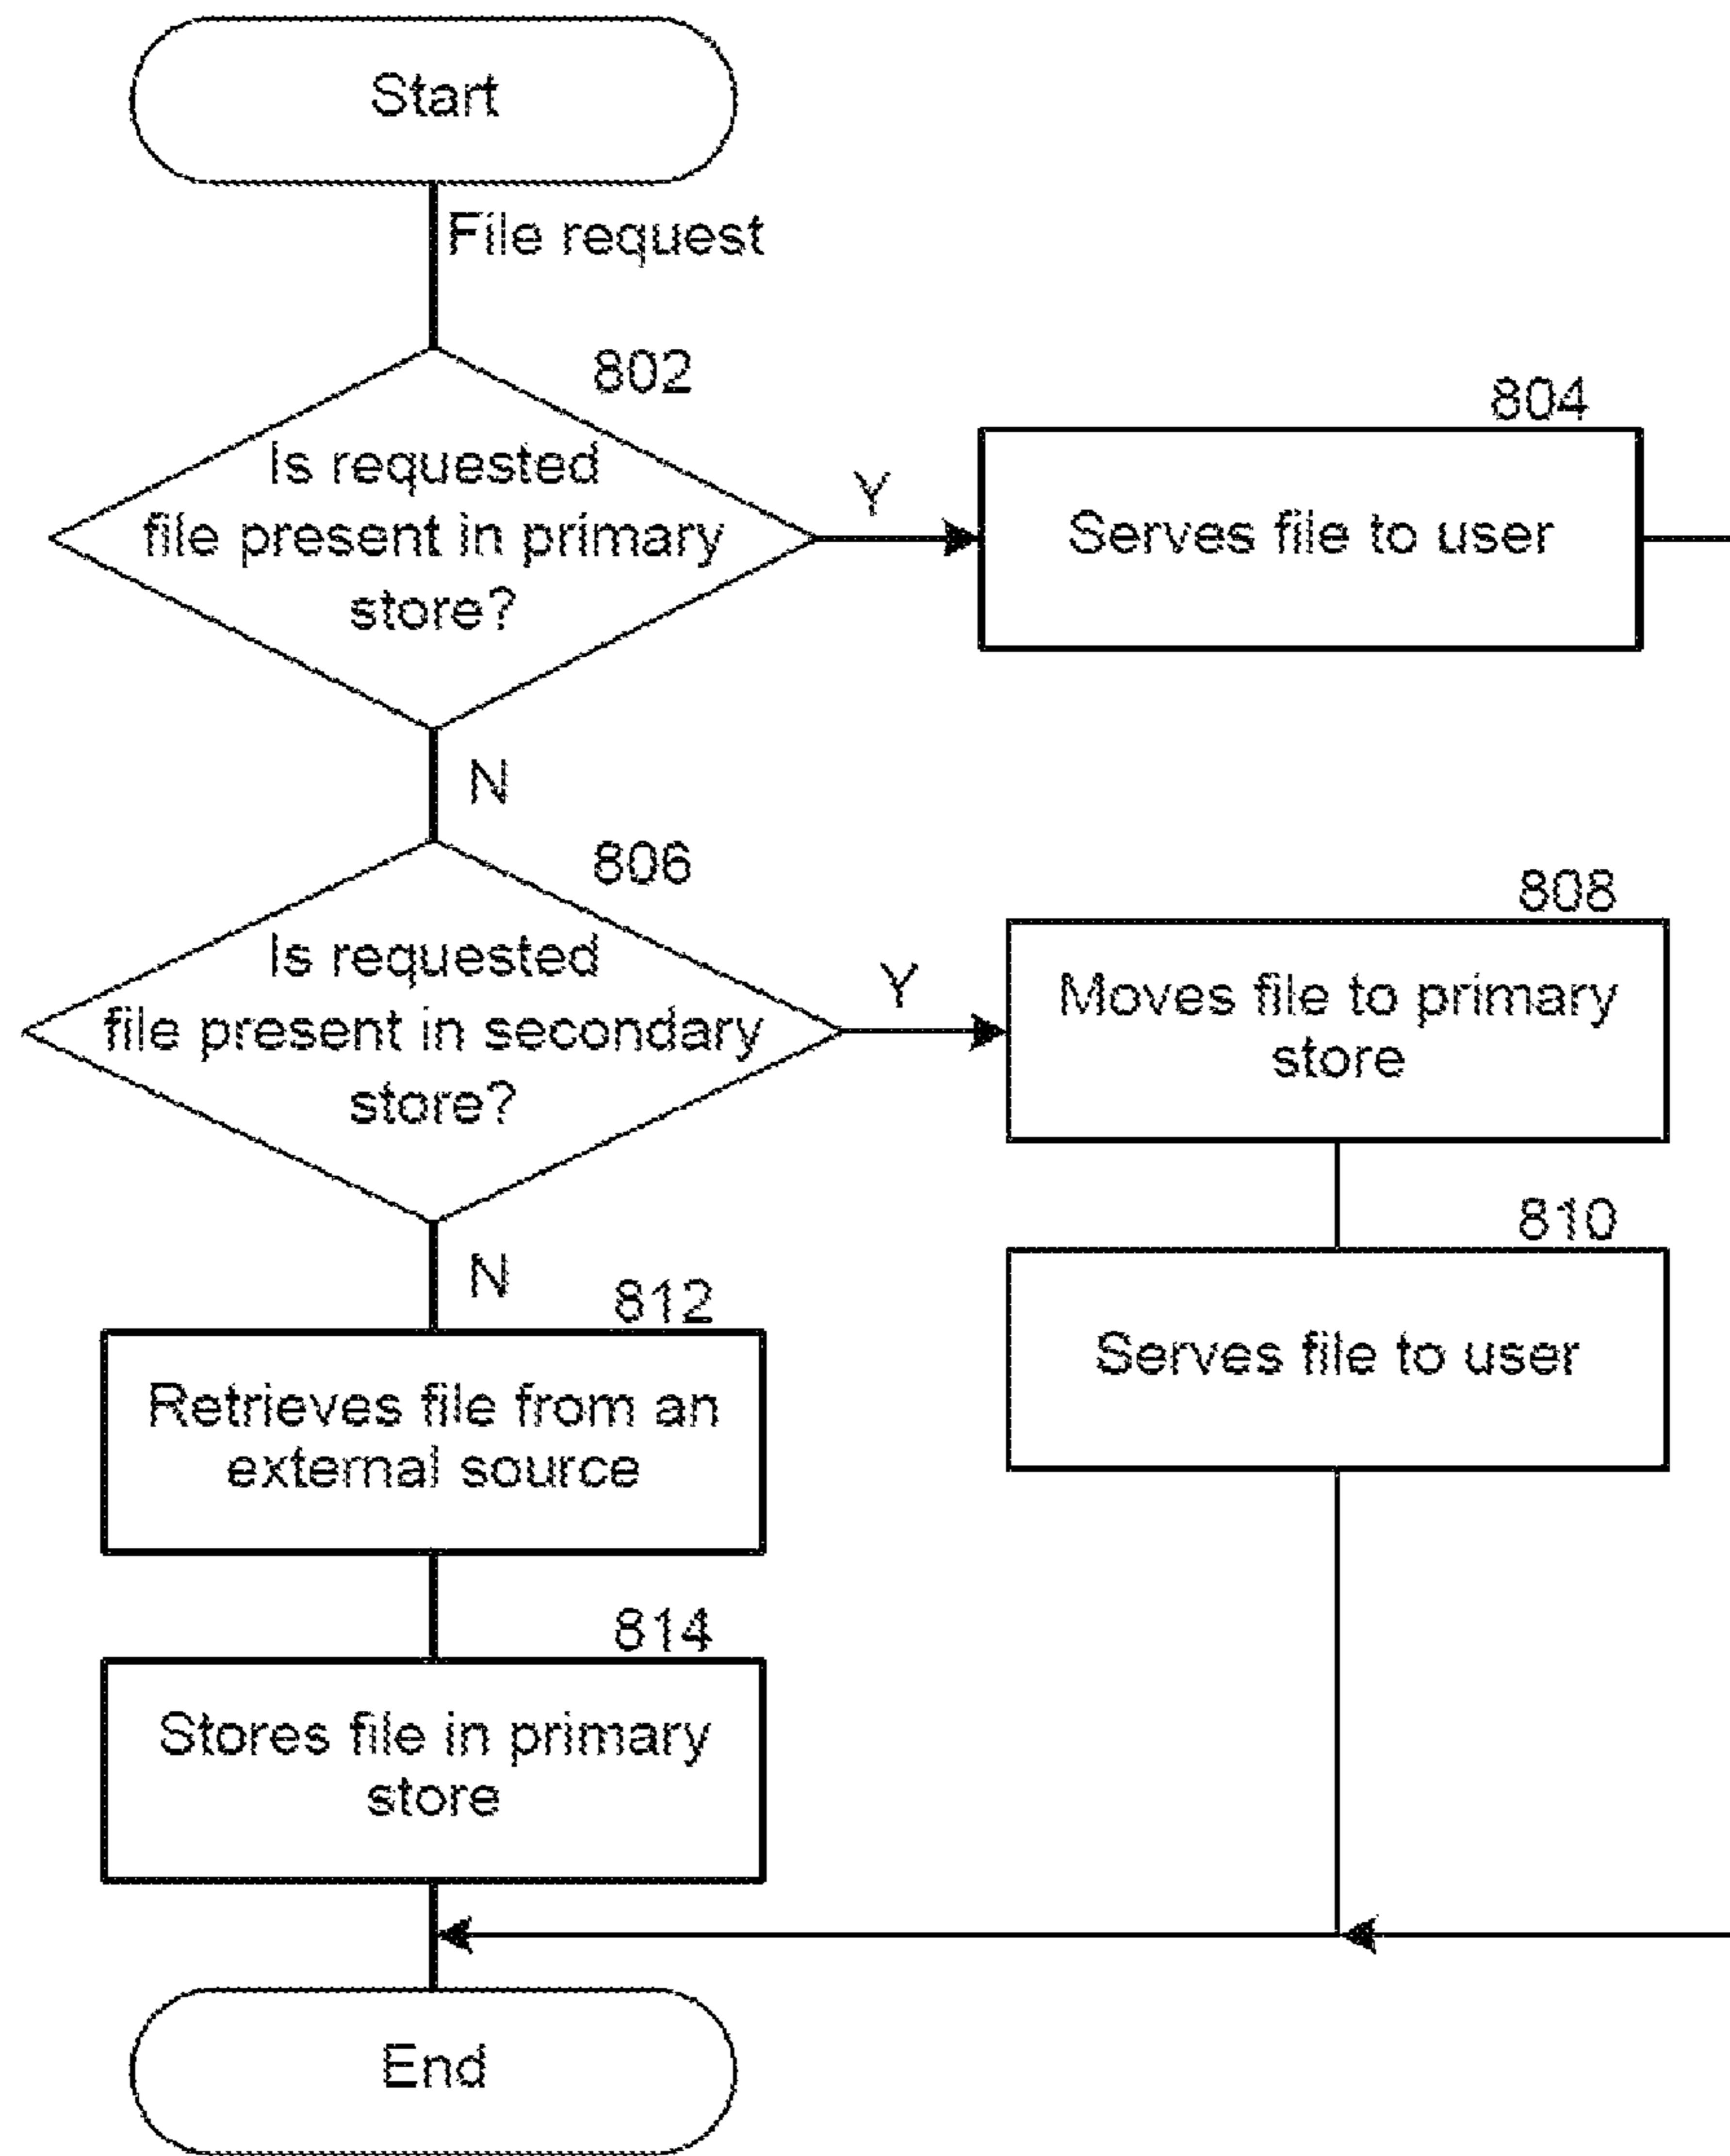 Start
File request
802
Is requested
file present in primary
store?
Y
804
Serves file to user
N
806
Is requested
file present in secondary
store?
Y
808
Moves file to primary
store
810
Serves file to user
N
812
Retrieves file from an
external source
814
Stores file in primary
store
End